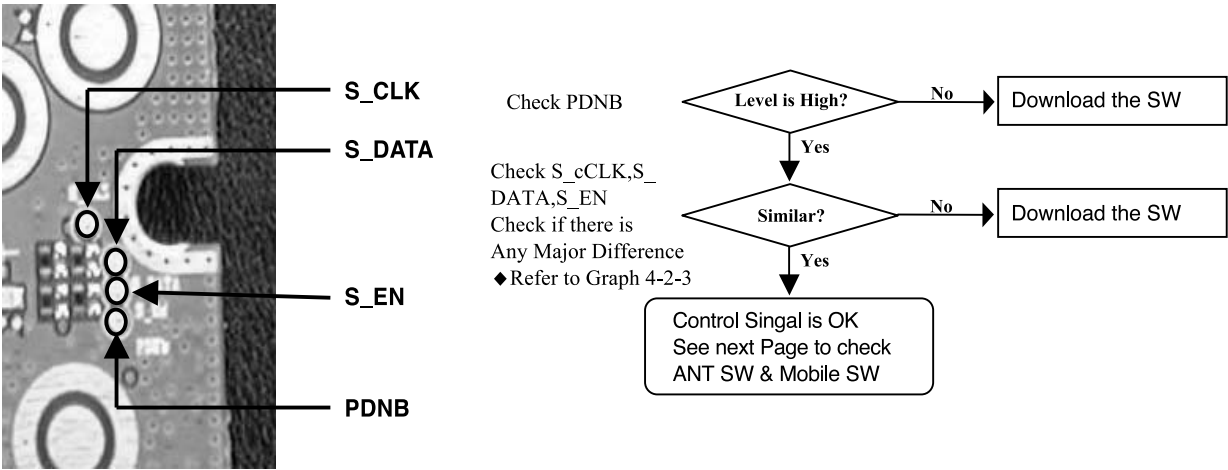 S_CLK
S_DATA
S_EN
PDNB
Check PDNB
Level is High?
No
Download the SW
Yes
Check S_cCLK,S_
DATA,S_EN
Check if there is
Any Major Difference
◆Refer to Graph 4-2-3
Similar?
No
Download the SW
Yes
Control Singal is OK
See next Page to check
ANT SW & Mobile SW